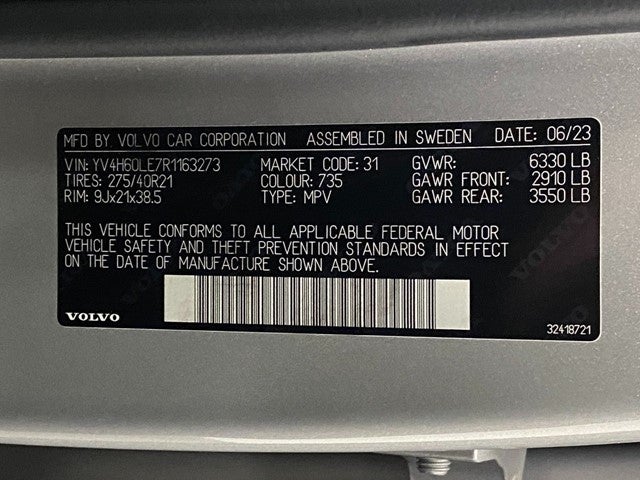 MFD BY VOLVO CAR CORPORATION ASSEMBLED IN SWEDEN DATE: 06/23
VIN: YV4H60LE7R1163273 MARKET CODE: 31 GVWR: 6330 LB
TIRES: 275/40R21 COLOUR: 735 GAWR FRONT: 2910 LB
RIM: 9Jx21x38.5 TYPE: MPV GAWR REAR: 3550 LB
THIS VEHICLE CONFORMS TO ALL APPLICABLE FEDERAL MOTOR
VEHICLE SAFETY AND THEFT PREVENTION STANDARDS IN EFFECT
ON THE DATE OF MANUFACTURE SHOWN ABOVE.
VOLVO 32418721